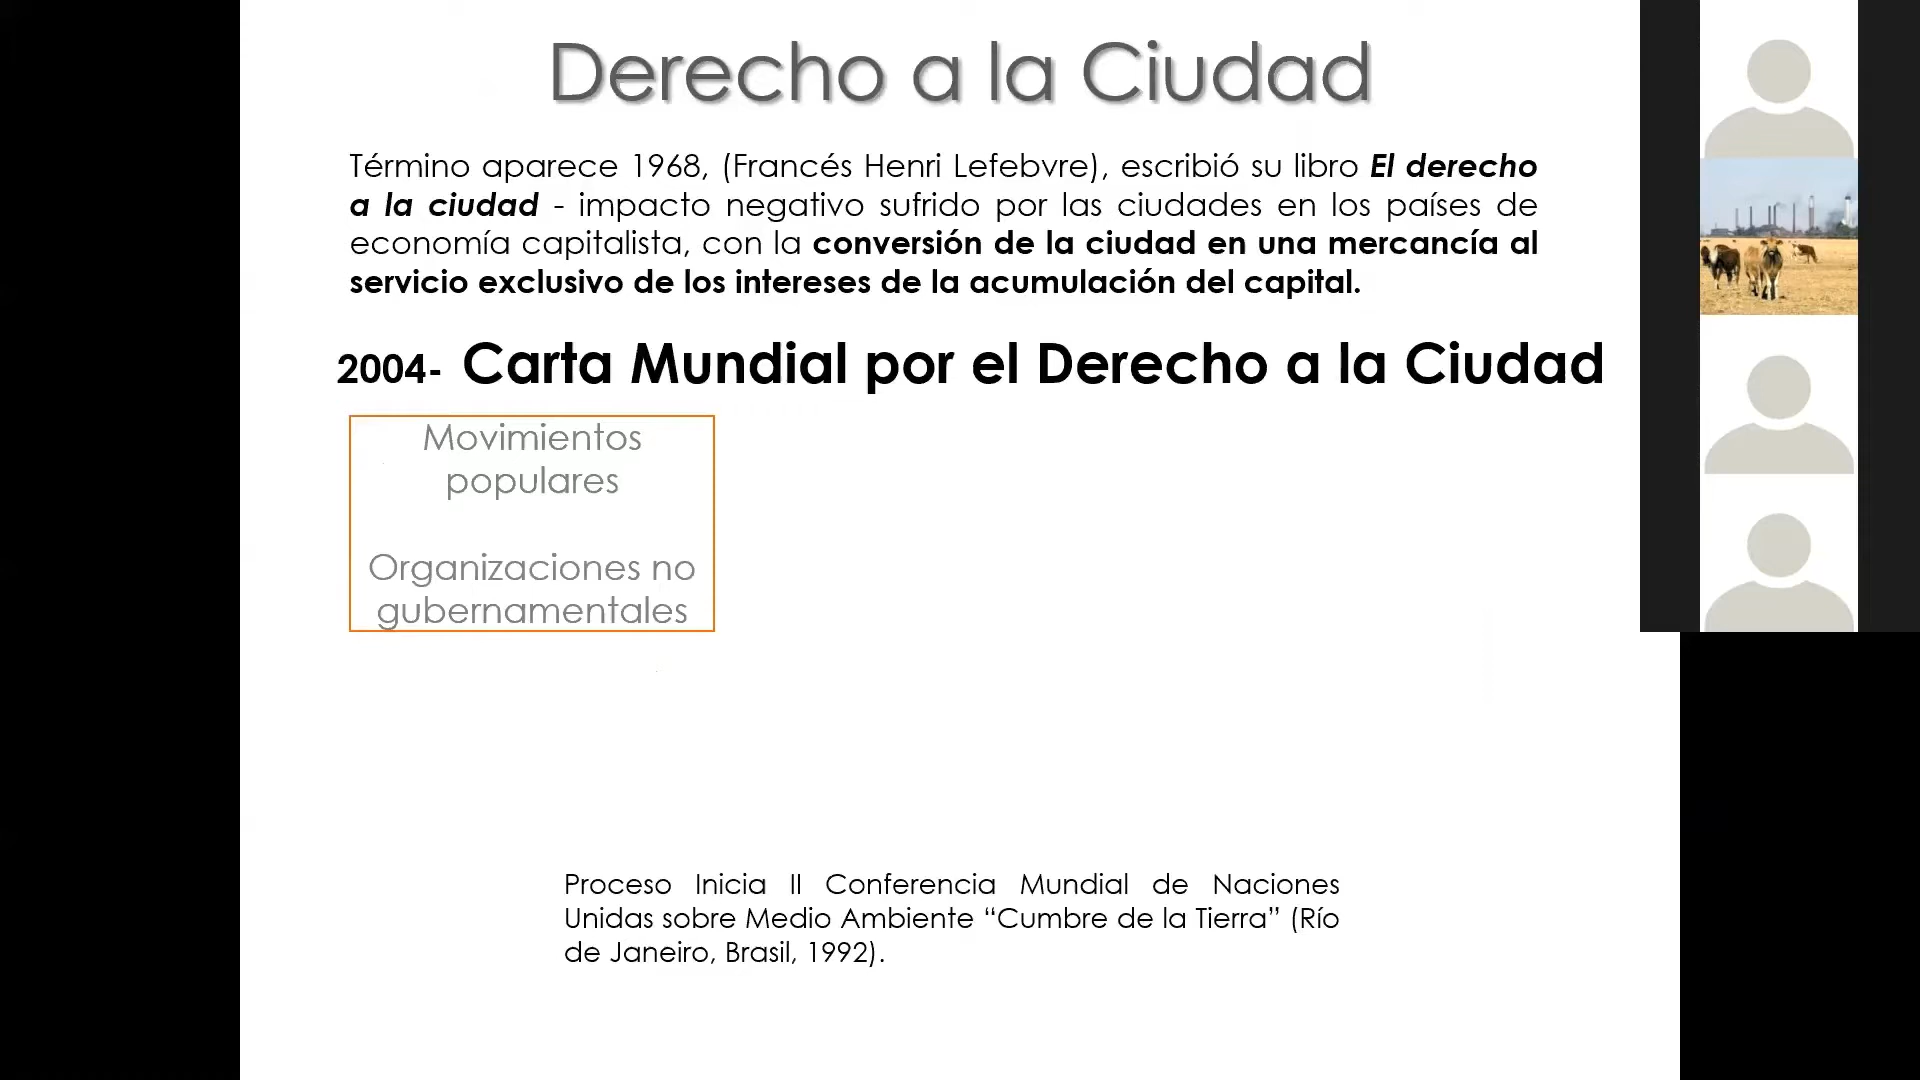 Derecho a la Ciudad
Término aparece 1968, (Francés Henri Lefebvre), escribió su libro El derecho
a la ciudad - impacto negativo sufrido por las ciudades en los países de
economía capitalista, con la conversión de la ciudad en una mercancía al
servicio exclusivo de los intereses de la acumulación del capital.
2004- Carta Mundial por el Derecho a la Ciudad
Movimientos
populares
Organizaciones no
gubernamentales
Proceso Inicia II Conferencia Mundial de Naciones
Unidas sobre Medio Ambiente “Cumbre de la Tierra” (Río
de Janeiro, Brasil, 1992).